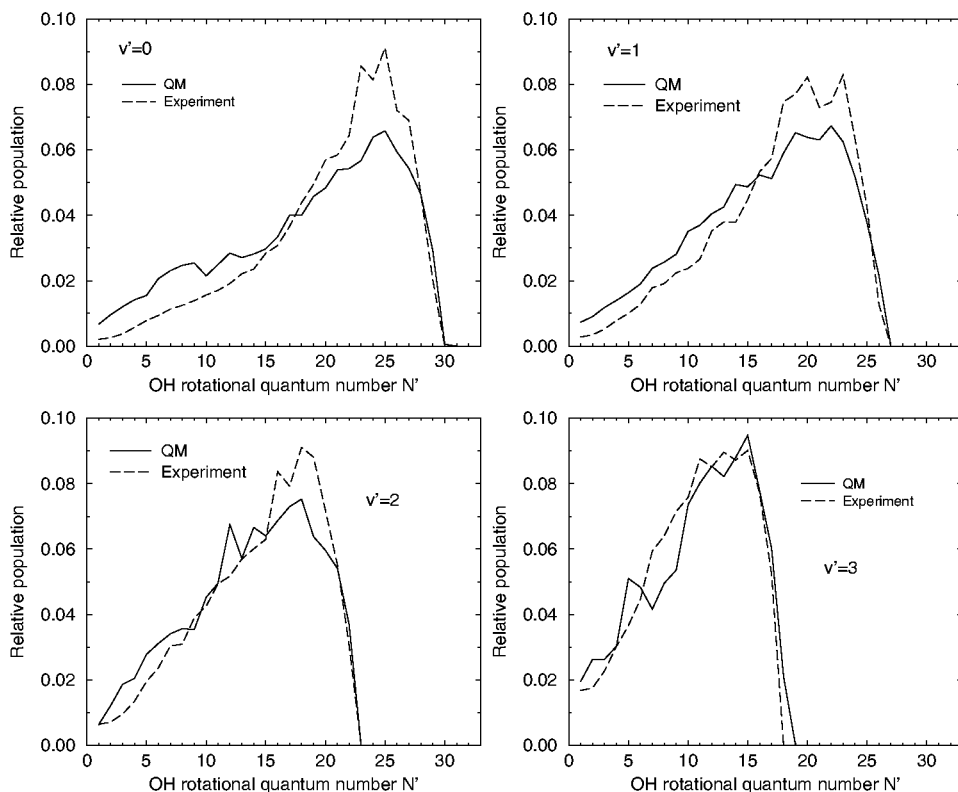 0.10
0.08
0.06
0.04
0.02
0.00
Relative population
v'=0
QM
Experiment
0 5 10 15 20 25 30
OH rotational quantum number N'
0.10
0.08
0.06
0.04
0.02
0.00
Relative population
v'=1
QM
Experiment
0 5 10 15 20 25 30
OH rotational quantum number N'
0.10
0.08
0.06
0.04
0.02
0.00
Relative population
QM
Experiment
v'=2
0 5 10 15 20 25 30
OH rotational quantum number N'
0.10
0.08
0.06
0.04
0.02
0.00
Relative population
QM
Experiment
v'=3
0 5 10 15 20 25 30
OH rotational quantum number N'